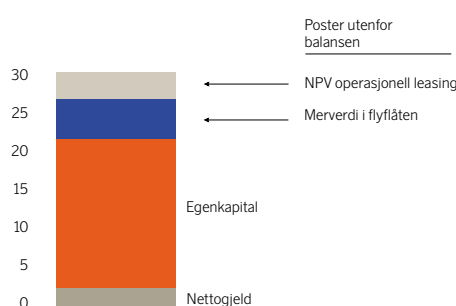 Poster utenfor
balansen
NPV operasjonell leasing
Merverdi i flyflåten
Egenkapital
Nettogjeld
30
25
20
15
10
5
0